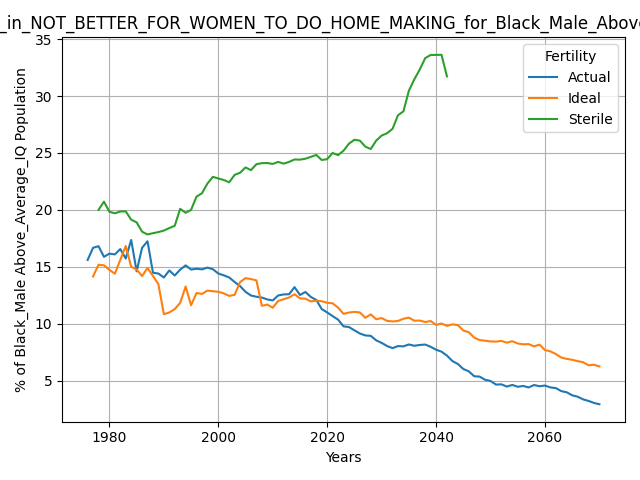 _in_NOT_BETTER_FOR_WOMEN_TO_DO_HOME_MAKING_for_Black_Male_Above
Fertility
Actual
Ideal
Sterile
% of Black_Male Above_Average_IQ Population
35
30
25
20
15
10
5
1980 2000 2020 2040 2060
Years